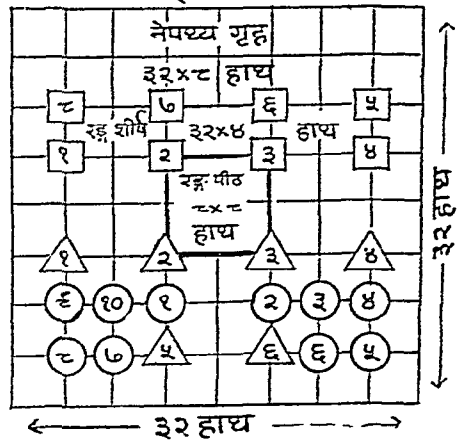 नेपथ्य गृह
३२×८ हाथ
८ ७ ६ ५
रङ्ग शीर्ष ३२×४ हाथ
१ २ ३ ४
रङ्ग पीठ
८×८
हाथ
१ २ ३ ४
९ १० १ २ ३ ४
८ ७ ५ ६ ६ ५
३२ हाथ
३२ हाथ